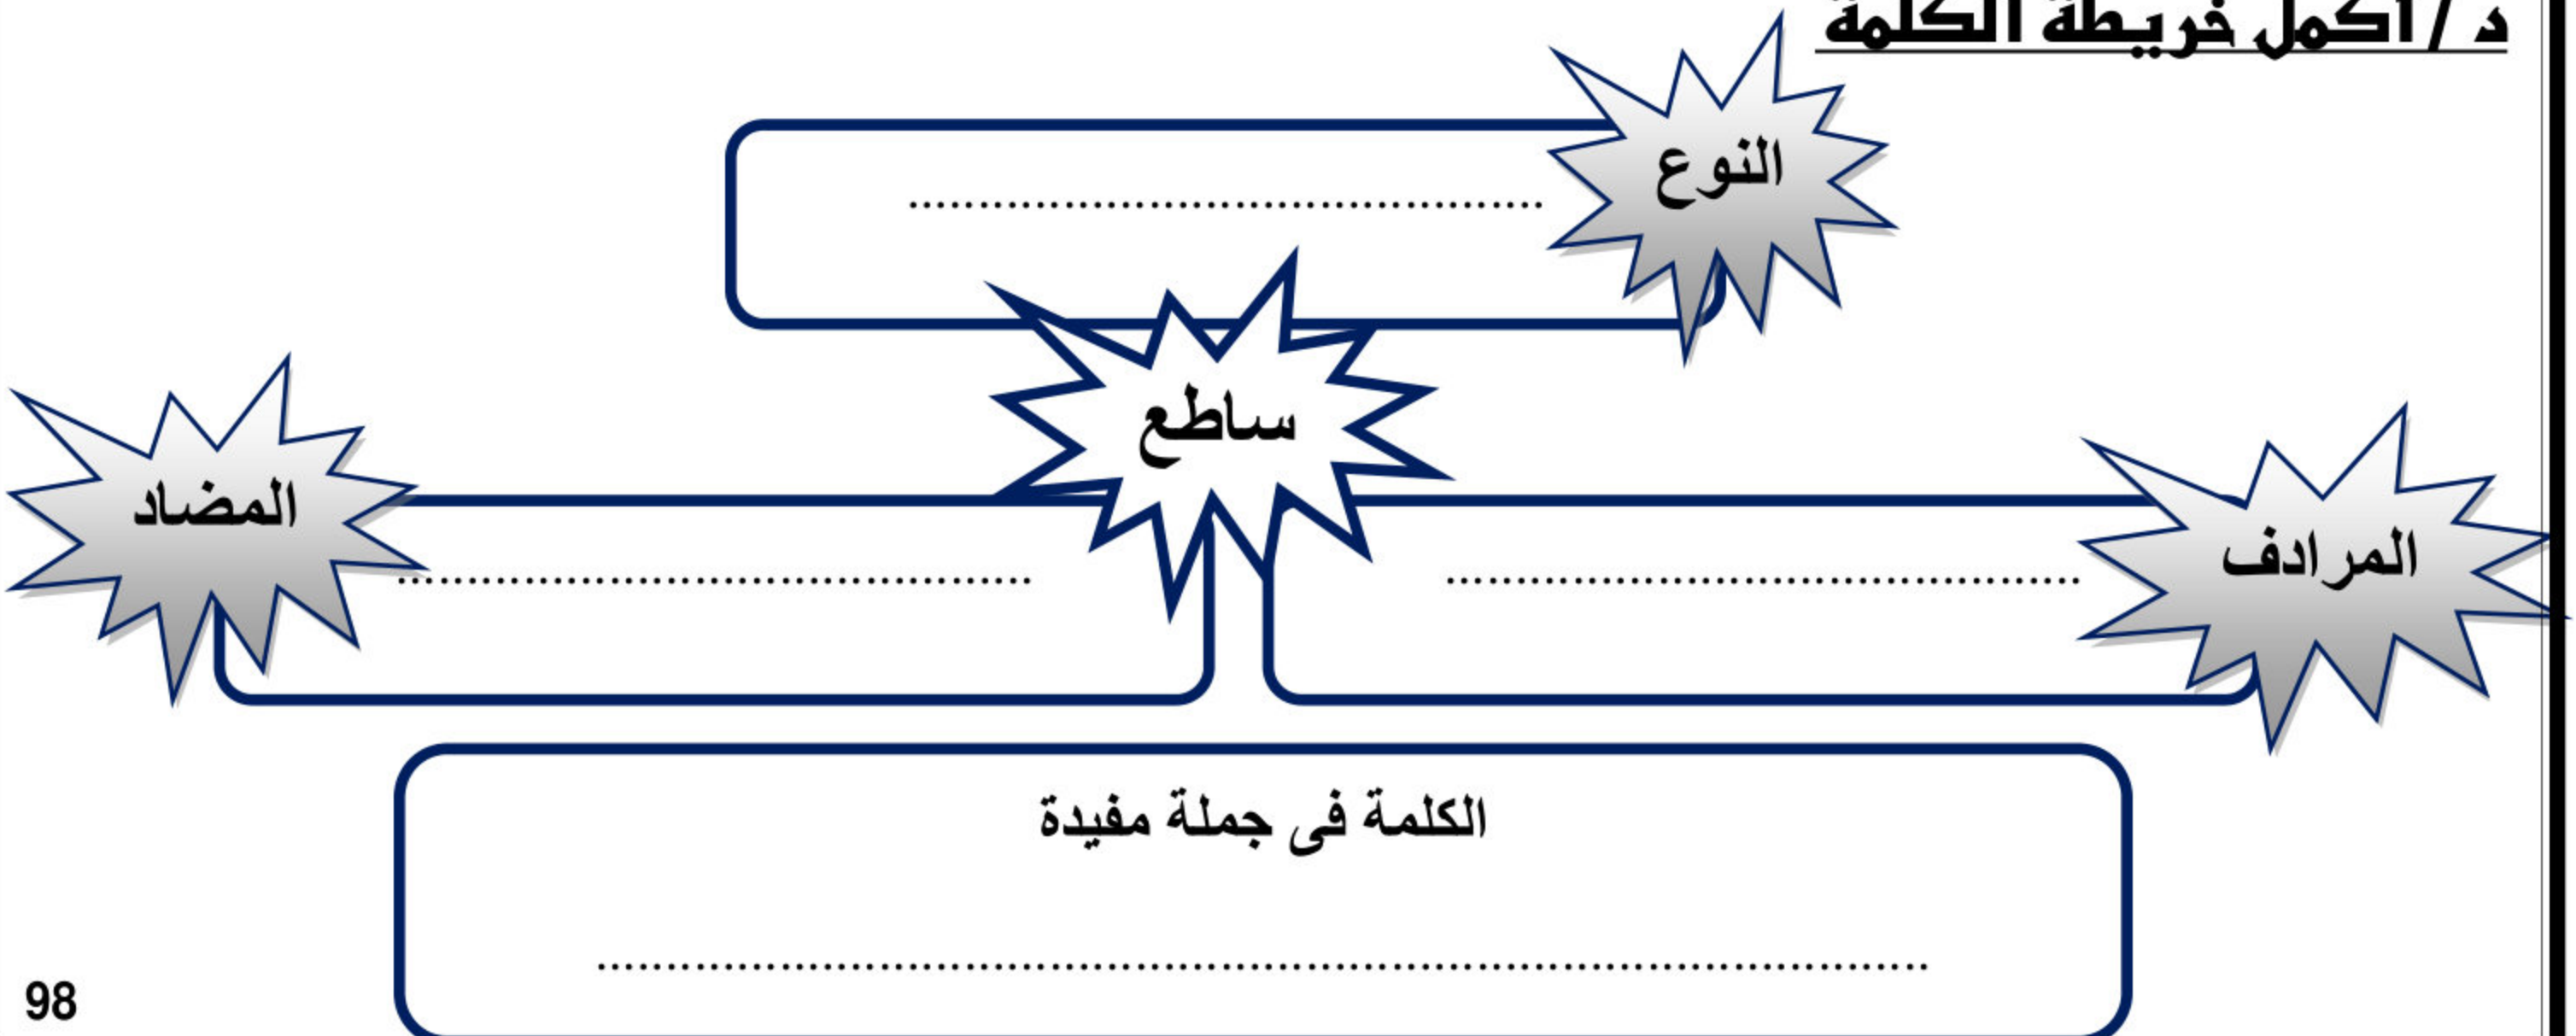 د / أكمل خريطة الكلمة
النوع
........................................
ساطع
المرادف
........................................
المضاد
........................................
الكلمة فى جملة مفيدة
................................................................................
98